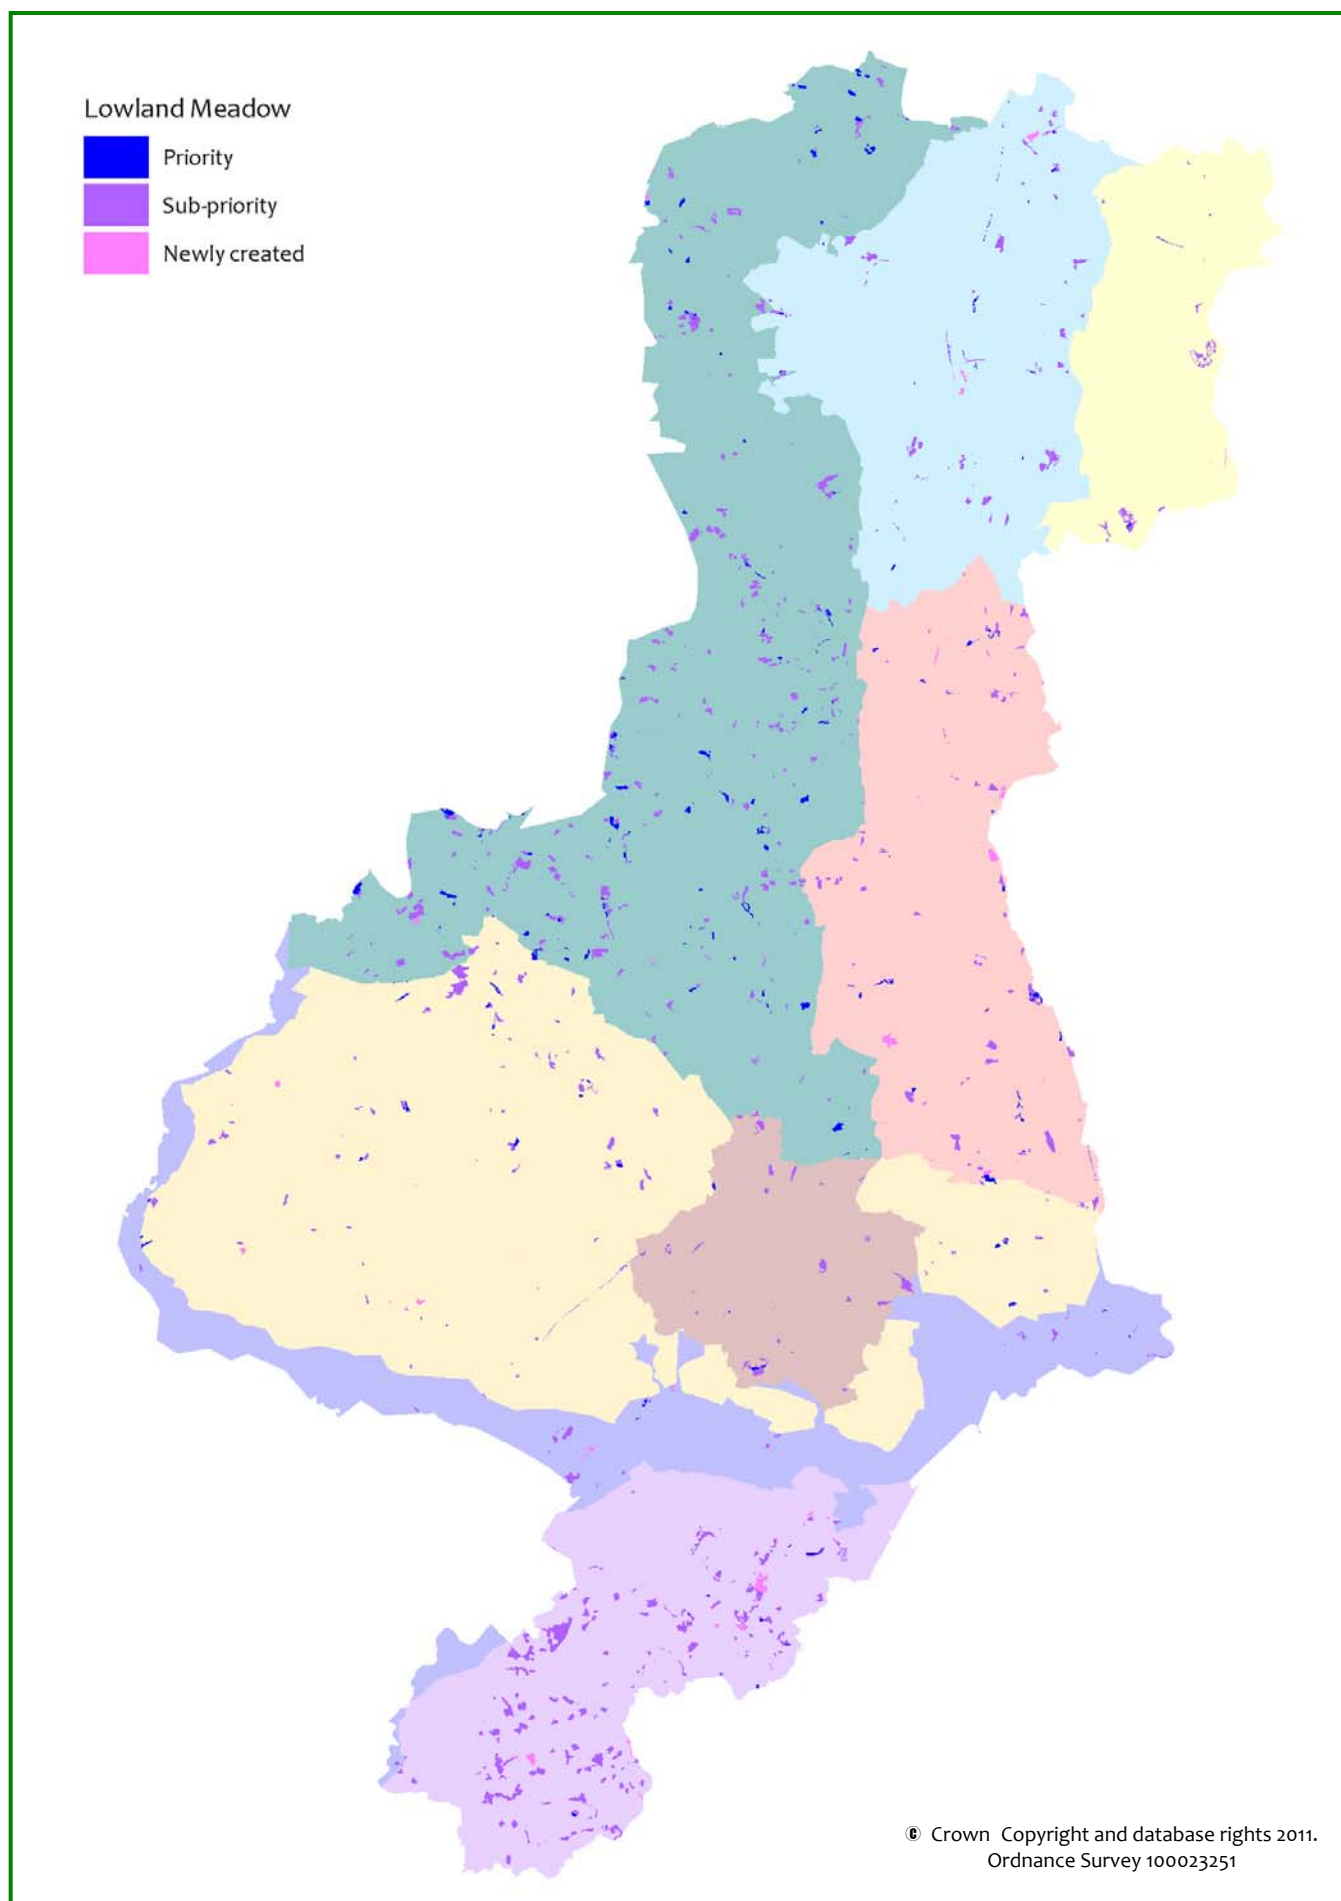 Lowland Meadow
Priority
Sub-priority
Newly created
© Crown Copyright and database rights 2011.
Ordnance Survey 100023251